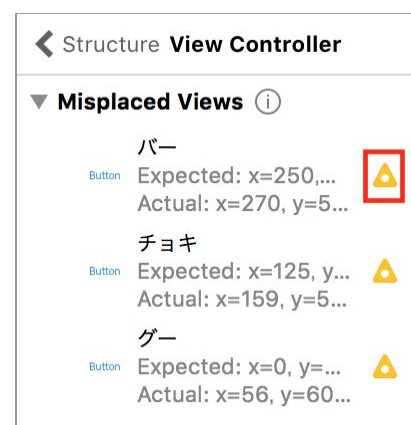 Structure View Controller
Misplaced Views
バー
Button
Expected: x=250,...
Actual: x=270, y=5...
チョキ
Button
Expected: x=125, y...
Actual: x=159, y=5...
グー
Button
Expected: x=0, y=...
Actual: x=56, y=60...